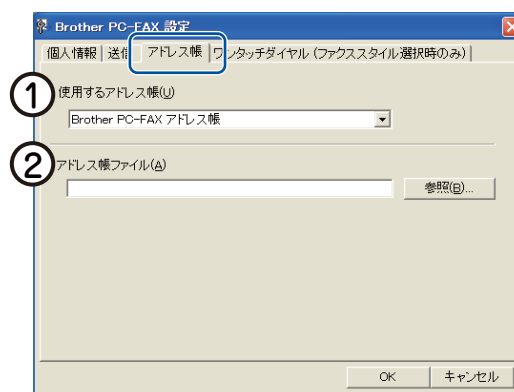 Brother PC-FAX 設定
個人情報 送信 アドレス帳 ワンタッチダイヤル (ファクススタイル選択時のみ)
① 使用するアドレス帳(U)
Brother PC-FAX アドレス帳
② アドレス帳ファイル(A)
参照(B)...
OK キャンセル